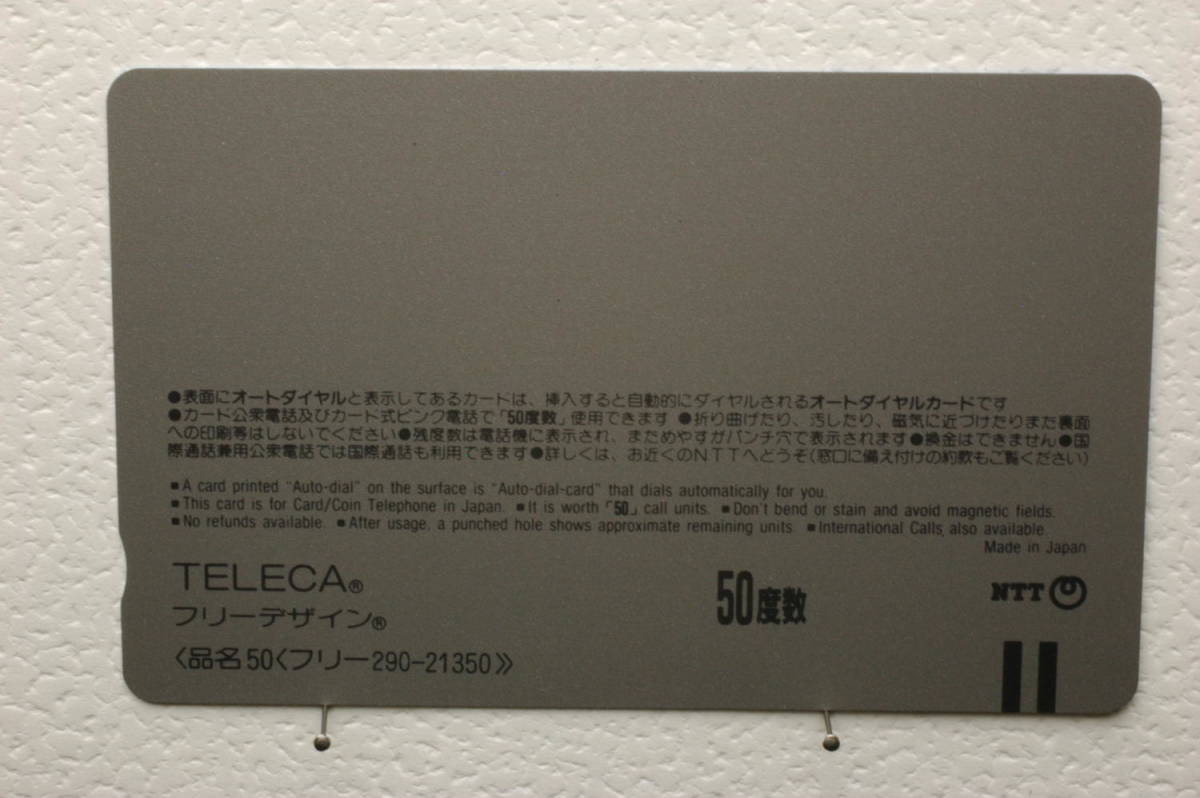 ●表面にオートダイヤルと表示してあるカードは、挿入すると自動的にダイヤルされるオートダイヤルカードです
●カード公衆電話及びカード式ピンク電話で「50度数」使用できます ●折り曲げたり、汚したり、磁気に近づけたりまた裏面
への印刷等はしないでください●残度数は電話機に表示され、まためやすがパンチ穴で表示されます●換金はできません●国
際通話兼用公衆電話では国際通話も利用できます●詳しくは、お近くのNTTへどうぞ(窓口に備え付けの約款もご覧ください)
■A card printed "Auto-dial" on the surface is "Auto-dial-card" that dials automatically for you.
■This card is for Card/Coin Telephone in Japan. ■It is worth「50」call units. ■Don't bend or stain and avoid magnetic fields.
■No refunds available. ■After usage, a punched hole shows approximate remaining units. ■International Calls, also available.
Made in Japan
TELECA®
フリーデザイン®
50度数
NTT
〈品名50〈フリー290-21350》